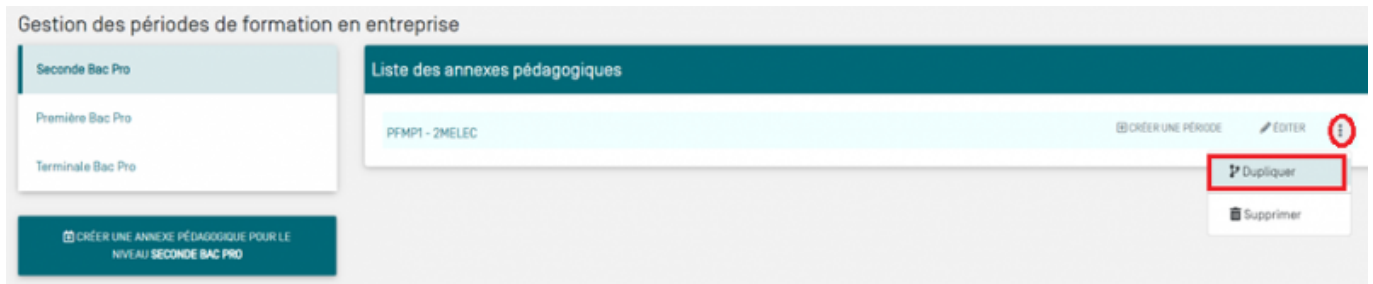 Gestion des périodes de formation en entreprise
Seconde Bac Pro
Première Bac Pro
Terminale Bac Pro
CRÉER UNE ANNEXE PÉDAGOGIQUE POUR LE
NIVEAU SECONDE BAC PRO
Liste des annexes pédagogiques
PFMP1 - 2MELEC
CRÉER UNE PÉRIODE
ÉDITER
Dupliquer
Supprimer